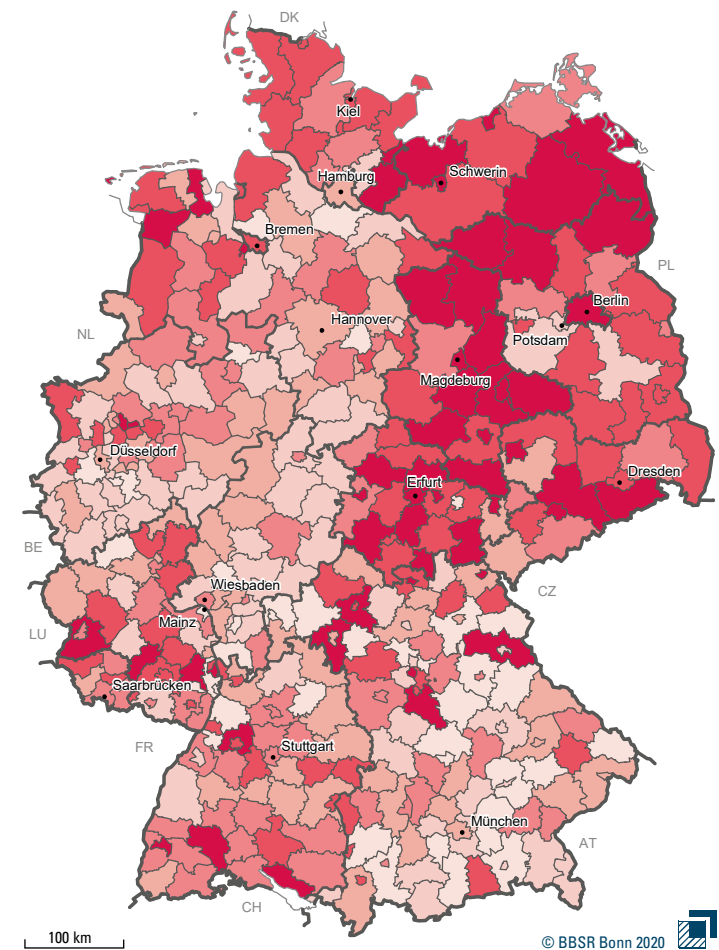 DK
Kiel
Hamburg
Schwerin
Bremen
PL
Berlin
Hannover
NL
Potsdam
Magdeburg
Düsseldorf
Erfurt
Dresden
BE
Wiesbaden
CZ
Mainz
LU
Saarbrücken
FR
Stuttgart
München
AT
CH
100 km
© BBSR Bonn 2020